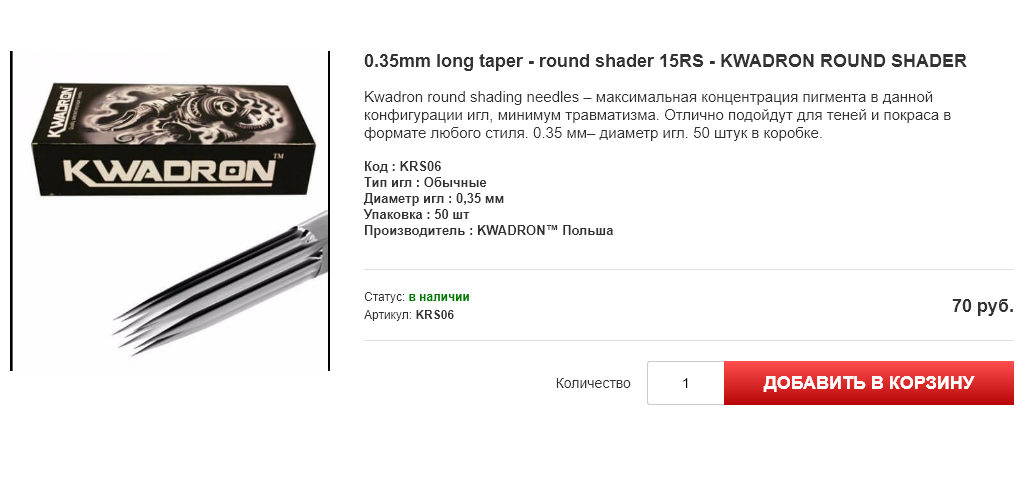 0.35mm long taper - round shader 15RS - KWADRON ROUND SHADER
Kwadron round shading needles – максимальная концентрация пигмента в данной
конфигурации игл, минимум травматизма. Отлично подойдут для теней и покраса в
формате любого стиля. 0.35 мм– диаметр игл. 50 штук в коробке.
Код : KRS06
Тип игл : Обычные
Диаметр игл : 0,35 мм
Упаковка : 50 шт
Производитель : KWADRON™ Польша
KWADRON
KWADRON™
Статус: в наличии
Артикул: KRS06
70 руб.
Количество 1 ДОБАВИТЬ В КОРЗИНУ